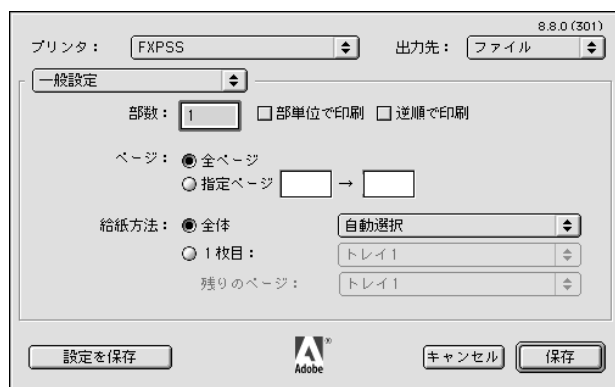 8.8.0 (301)
プリンタ： FXPSS 出力先： ファイル
一般設定
部数： 1 部単位で印刷 逆順で印刷
ページ： 全ページ
指定ページ →
給紙方法： 全体 自動選択
1 枚目： トレイ1
残りのページ： トレイ1
設定を保存 Adobe ® キャンセル 保存